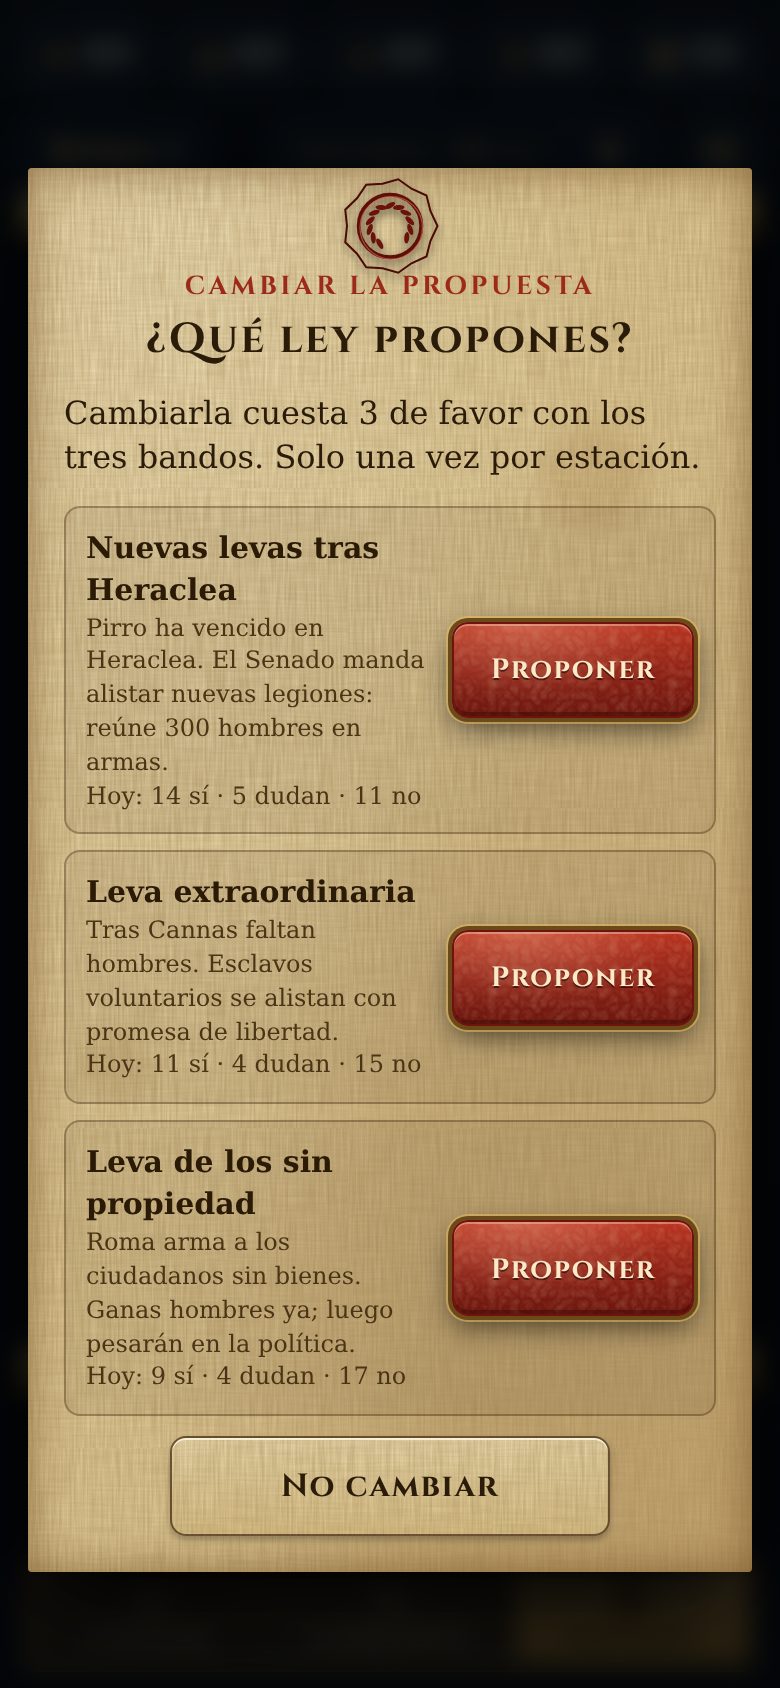 CAMBIAR LA PROPUESTA
¿QUÉ LEY PROPONES?
Cambiarla cuesta 3 de favor con los
tres bandos. Solo una vez por estación.
Nuevas levas tras
Heraclea
Pirro ha vencido en
Heraclea. El Senado manda
alistar nuevas legiones:
reúne 300 hombres en
armas.
Hoy: 14 sí · 5 dudan · 11 no
PROPONER
Leva extraordinaria
Tras Cannas faltan
hombres. Esclavos
voluntarios se alistan con
promesa de libertad.
Hoy: 11 sí · 4 dudan · 15 no
PROPONER
Leva de los sin
propiedad
Roma arma a los
ciudadanos sin bienes.
Ganas hombres ya; luego
pesarán en la política.
Hoy: 9 sí · 4 dudan · 17 no
PROPONER
NO CAMBIAR